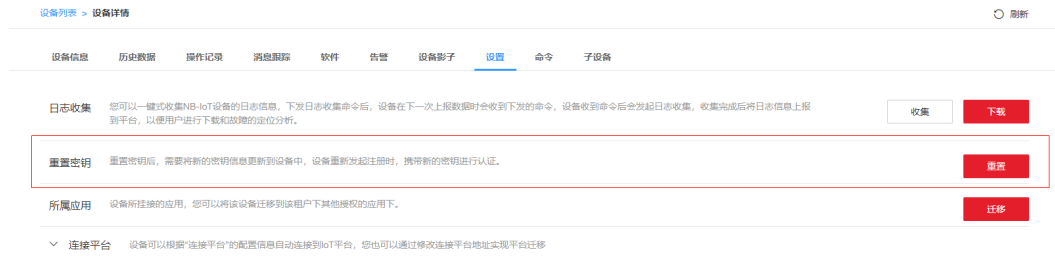 设备列表 > 设备详情
刷新
设备信息 历史数据 操作记录 消息跟踪 软件 告警 设备影子 设置 命令 子设备
日志收集 您可以一键式收集NB-IoT设备的日志信息，下发日志收集命令后，设备在下一次上报数据时会收到下发的命令，设备收到命令后会发起日志收集，收集完成后将日志信息上报
到平台，以便用户进行下载和故障的定位分析。
收集 下载
重置密钥 重置密钥后，需要将新的密钥信息更新到设备中，设备重新发起注册时，携带新的密钥进行认证。 重置
所属应用 设备所挂接的应用，您可以将该设备迁移到该租户下其他授权的应用下。 迁移
连接平台 设备可以根据“连接平台”的配置信息自动连接到IoT平台，您也可以通过修改连接平台地址实现平台迁移